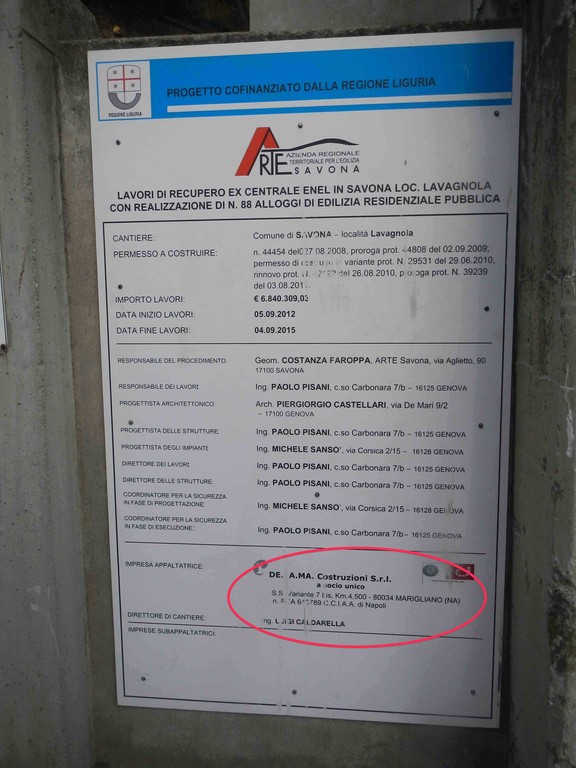 REGIONE LIGURIA
PROGETTO COFINANZIATO DALLA REGIONE LIGURIA
ARTE AZIENDA REGIONALE
TERRITORIALE PER L'EDILIZIA
SAVONA
LAVORI DI RECUPERO EX CENTRALE ENEL IN SAVONA LOC. LAVAGNOLA
CON REALIZZAZIONE DI N. 88 ALLOGGI DI EDILIZIA RESIDENZIALE PUBBLICA
CANTIERE: Comune di SAVONA – località Lavagnola
PERMESSO A COSTRUIRE: n. 44454 del 27.08.2008, proroga prot. 44808 del 02.09.2009,
permesso di costruire in variante prot. N. 29531 del 29.06.2010,
rinnovo prot. N. del 26.08.2010, proroga prot. N. 39239
del 03.08.
IMPORTO LAVORI: € 6.840.309,03
DATA INIZIO LAVORI: 05.09.2012
DATA FINE LAVORI: 04.09.2015
RESPONSABILE DEL PROCEDIMENTO: Geom. COSTANZA FAROPPA, ARTE Savona, via Aglietto, 90
17100 SAVONA
RESPONSABILE DEI LAVORI: Ing. PAOLO PISANI, c.so Carbonara 7/b – 16125 GENOVA
PROGETTISTA ARCHITETTONICO: Arch. PIERGIORGIO CASTELLARI, via De Mari 9/2
– 17100 GENOVA
PROGETTISTA DELLE STRUTTURE: Ing. PAOLO PISANI, c.so Carbonara 7/b – 16125 GENOVA
PROGETTISTA DEGLI IMPIANTI: Ing. MICHELE SANSO', via Corsica 2/15 – 16128 GENOVA
DIRETTORE DEI LAVORI: Ing. PAOLO PISANI, c.so Carbonara 7/b – 16125 GENOVA
DIRETTORE DELLE STRUTTURE: Ing. PAOLO PISANI, c.so Carbonara 7/b – 16125 GENOVA
COORDINATORE PER LA SICUREZZA
IN FASE DI PROGETTAZIONE: Ing. MICHELE SANSO', via Corsica 2/15 – 16128 GENOVA
COORDINATORE PER LA SICUREZZA
IN FASE DI ESECUZIONE: Ing. PAOLO PISANI, c.so Carbonara 7/b – 16125 GENOVA
IMPRESA APPALTATRICE: Costruzioni S.r.l.
a socio unico
S.S. Variante 7 bis, Km.4,500 - 80034 MARIGLIANO (NA)
n. REA C.C.I.A.A. di Napoli
DIRETTORE DI CANTIERE: Ing. LUIGI CALDARELLA
IMPRESE SUBAPPALTATRICI: